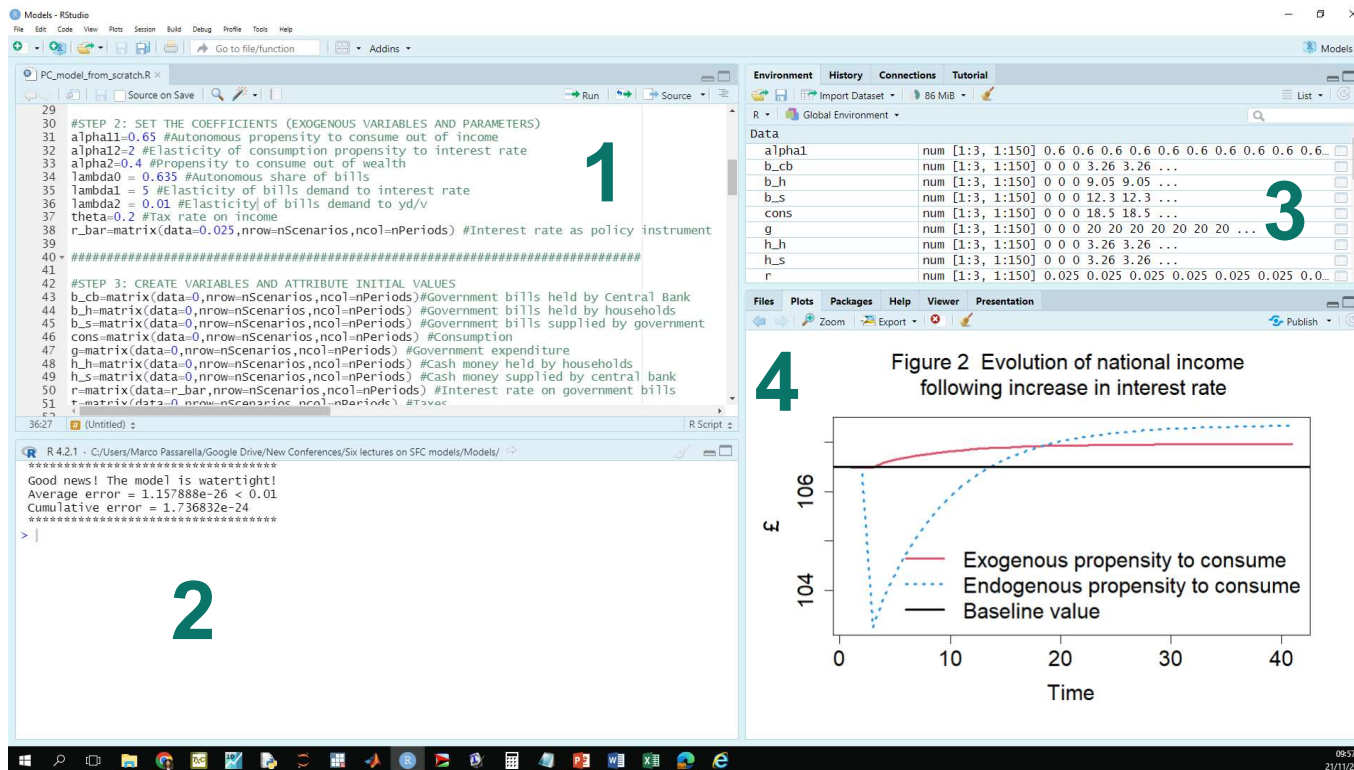 Models - RStudio
File Edit Code View Plots Session Build Debug Profile Tools Help
Go to file/function Addins Models
PC_model_from_scratch.R
Source on Save Run Source
29
30 #STEP 2: SET THE COEFFICIENTS (EXOGENOUS VARIABLES AND PARAMETERS)
31 alpha11=0.65 #Autonomous propensity to consume out of income
32 alpha12=2 #Elasticity of consumption propensity to interest rate
33 alpha2=0.4 #Propensity to consume out of wealth
34 lambda0 = 0.635 #Autonomous share of bills
35 lambda1 = 5 #Elasticity of bills demand to interest rate
36 lambda2 = 0.01 #Elasticity of bills demand to yd/v
37 theta=0.2 #Tax rate on income
38 r_bar=matrix(data=0.025,nrow=nScenarios,ncol=nPeriods) #Interest rate as policy instrument
39
40 ################################################################################
41
42 #STEP 3: CREATE VARIABLES AND ATTRIBUTE INITIAL VALUES
43 b_cb=matrix(data=0,nrow=nScenarios,ncol=nPeriods)#Government bills held by Central Bank
44 b_h=matrix(data=0,nrow=nScenarios,ncol=nPeriods) #Government bills held by households
45 b_s=matrix(data=0,nrow=nScenarios,ncol=nPeriods) #Government bills supplied by government
46 cons=matrix(data=0,nrow=nScenarios,ncol=nPeriods) #Consumption
47 g=matrix(data=0,nrow=nScenarios,ncol=nPeriods) #Government expenditure
48 h_h=matrix(data=0,nrow=nScenarios,ncol=nPeriods) #Cash money held by households
49 h_s=matrix(data=0,nrow=nScenarios,ncol=nPeriods) #Cash money supplied by central bank
50 r=matrix(data=r_bar,nrow=nScenarios,ncol=nPeriods) #Interest rate on government bills
51 t=matrix(data=0,nrow=nScenarios,ncol=nPeriods) #Taxes
52
1
36:27 (Untitled) R Script
R 4.2.1 · C:/Users/Marco Passarella/Google Drive/New Conferences/Six lectures on SFC models/Models/
***********************************
Good news! The model is watertight!
Average error = 1.157888e-26 < 0.01
Cumulative error = 1.736832e-24
***********************************
>
2
Environment History Connections Tutorial
Import Dataset 86 MiB List
R Global Environment
Data
alpha1 num [1:3, 1:150] 0.6 0.6 0.6 0.6 0.6 0.6 0.6 0.6 0.6 0.6…
b_cb num [1:3, 1:150] 0 0 0 3.26 3.26 ...
b_h num [1:3, 1:150] 0 0 0 9.05 9.05 ...
b_s num [1:3, 1:150] 0 0 0 12.3 12.3 ...
cons num [1:3, 1:150] 0 0 0 18.5 18.5 ...
g num [1:3, 1:150] 0 0 0 20 20 20 20 20 20 20 ...
h_h num [1:3, 1:150] 0 0 0 3.26 3.26 ...
h_s num [1:3, 1:150] 0 0 0 3.26 3.26 ...
r num [1:3, 1:150] 0.025 0.025 0.025 0.025 0.025 0.025 0.0…
3
Files Plots Packages Help Viewer Presentation
Zoom Export Publish
4
Figure 2 Evolution of national income
following increase in interest rate
106
104
£
Exogenous propensity to consume
Endogenous propensity to consume
Baseline value
0 10 20 30 40
Time
09:57
21/11/2